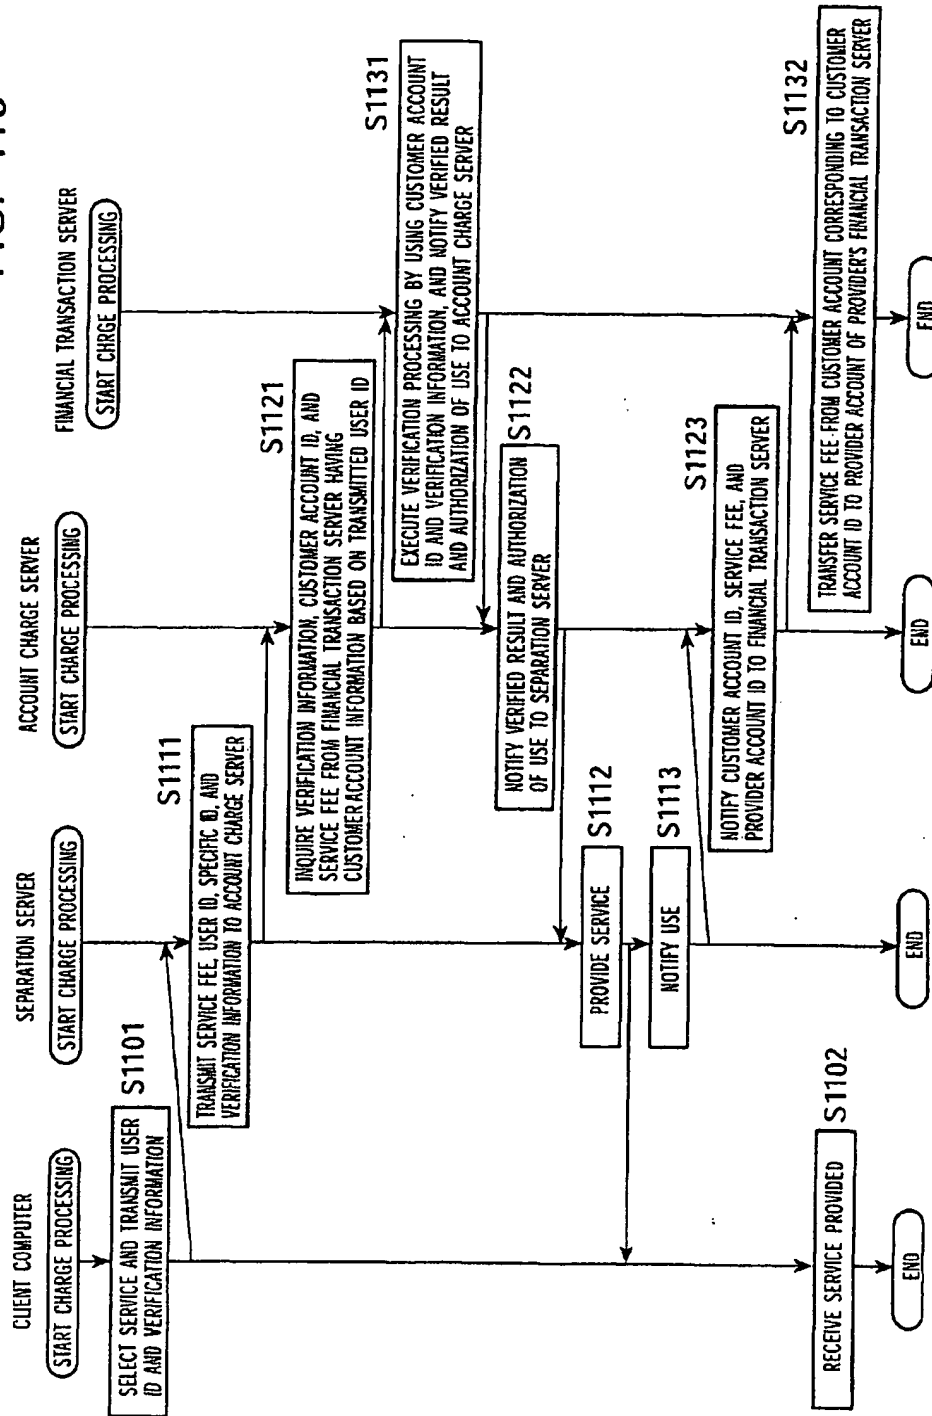 CLIENT COMPUTER
START CHARGE PROCESSING
SELECT SERVICE AND TRANSMIT USER
ID AND VERIFICATION INFORMATION
S1101
RECEIVE SERVICE PROVIDED
S1102
END
SEPARATION SERVER
START CHARGE PROCESSING
TRANSMIT SERVICE FEE, USER ID, SPECIFIC ID, AND
VERIFICATION INFORMATION TO ACCOUNT CHARGE SERVER
S1111
PROVIDE SERVICE
S1112
NOTIFY USE
S1113
END
ACCOUNT CHARGE SERVER
START CHARGE PROCESSING
INQUIRE VERIFICATION INFORMATION, CUSTOMER ACCOUNT ID, AND
SERVICE FEE FROM FINANCIAL TRANSACTION SERVER HAVING
CUSTOMER ACCOUNT INFORMATION BASED ON TRANSMITTED USER ID
S1121
NOTIFY VERIFIED RESULT AND AUTHORIZATION
OF USE TO SEPARATION SERVER
S1122
NOTIFY CUSTOMER ACCOUNT ID, SERVICE FEE, AND
PROVIDER ACCOUNT ID TO FINANCIAL TRANSACTION SERVER
S1123
END
FINANCIAL TRANSACTION SERVER
START CHRGE PROCESSING
EXECUTE VERIFICATION PROCESSING BY USING CUSTOMER ACCOUNT
ID AND VERIFICATION INFORMATION, AND NOTIFY VERIFIED RESULT
AND AUTHORIZATION OF USE TO ACCOUNT CHARGE SERVER
S1131
TRANSFER SERVICE FEE FROM CUSTOMER ACCOUNT CORRESPONDING TO CUSTOMER
ACCOUNT ID TO PROVIDER ACCOUNT OF PROVIDER'S FINANCIAL TRANSACTION SERVER
S1132
END